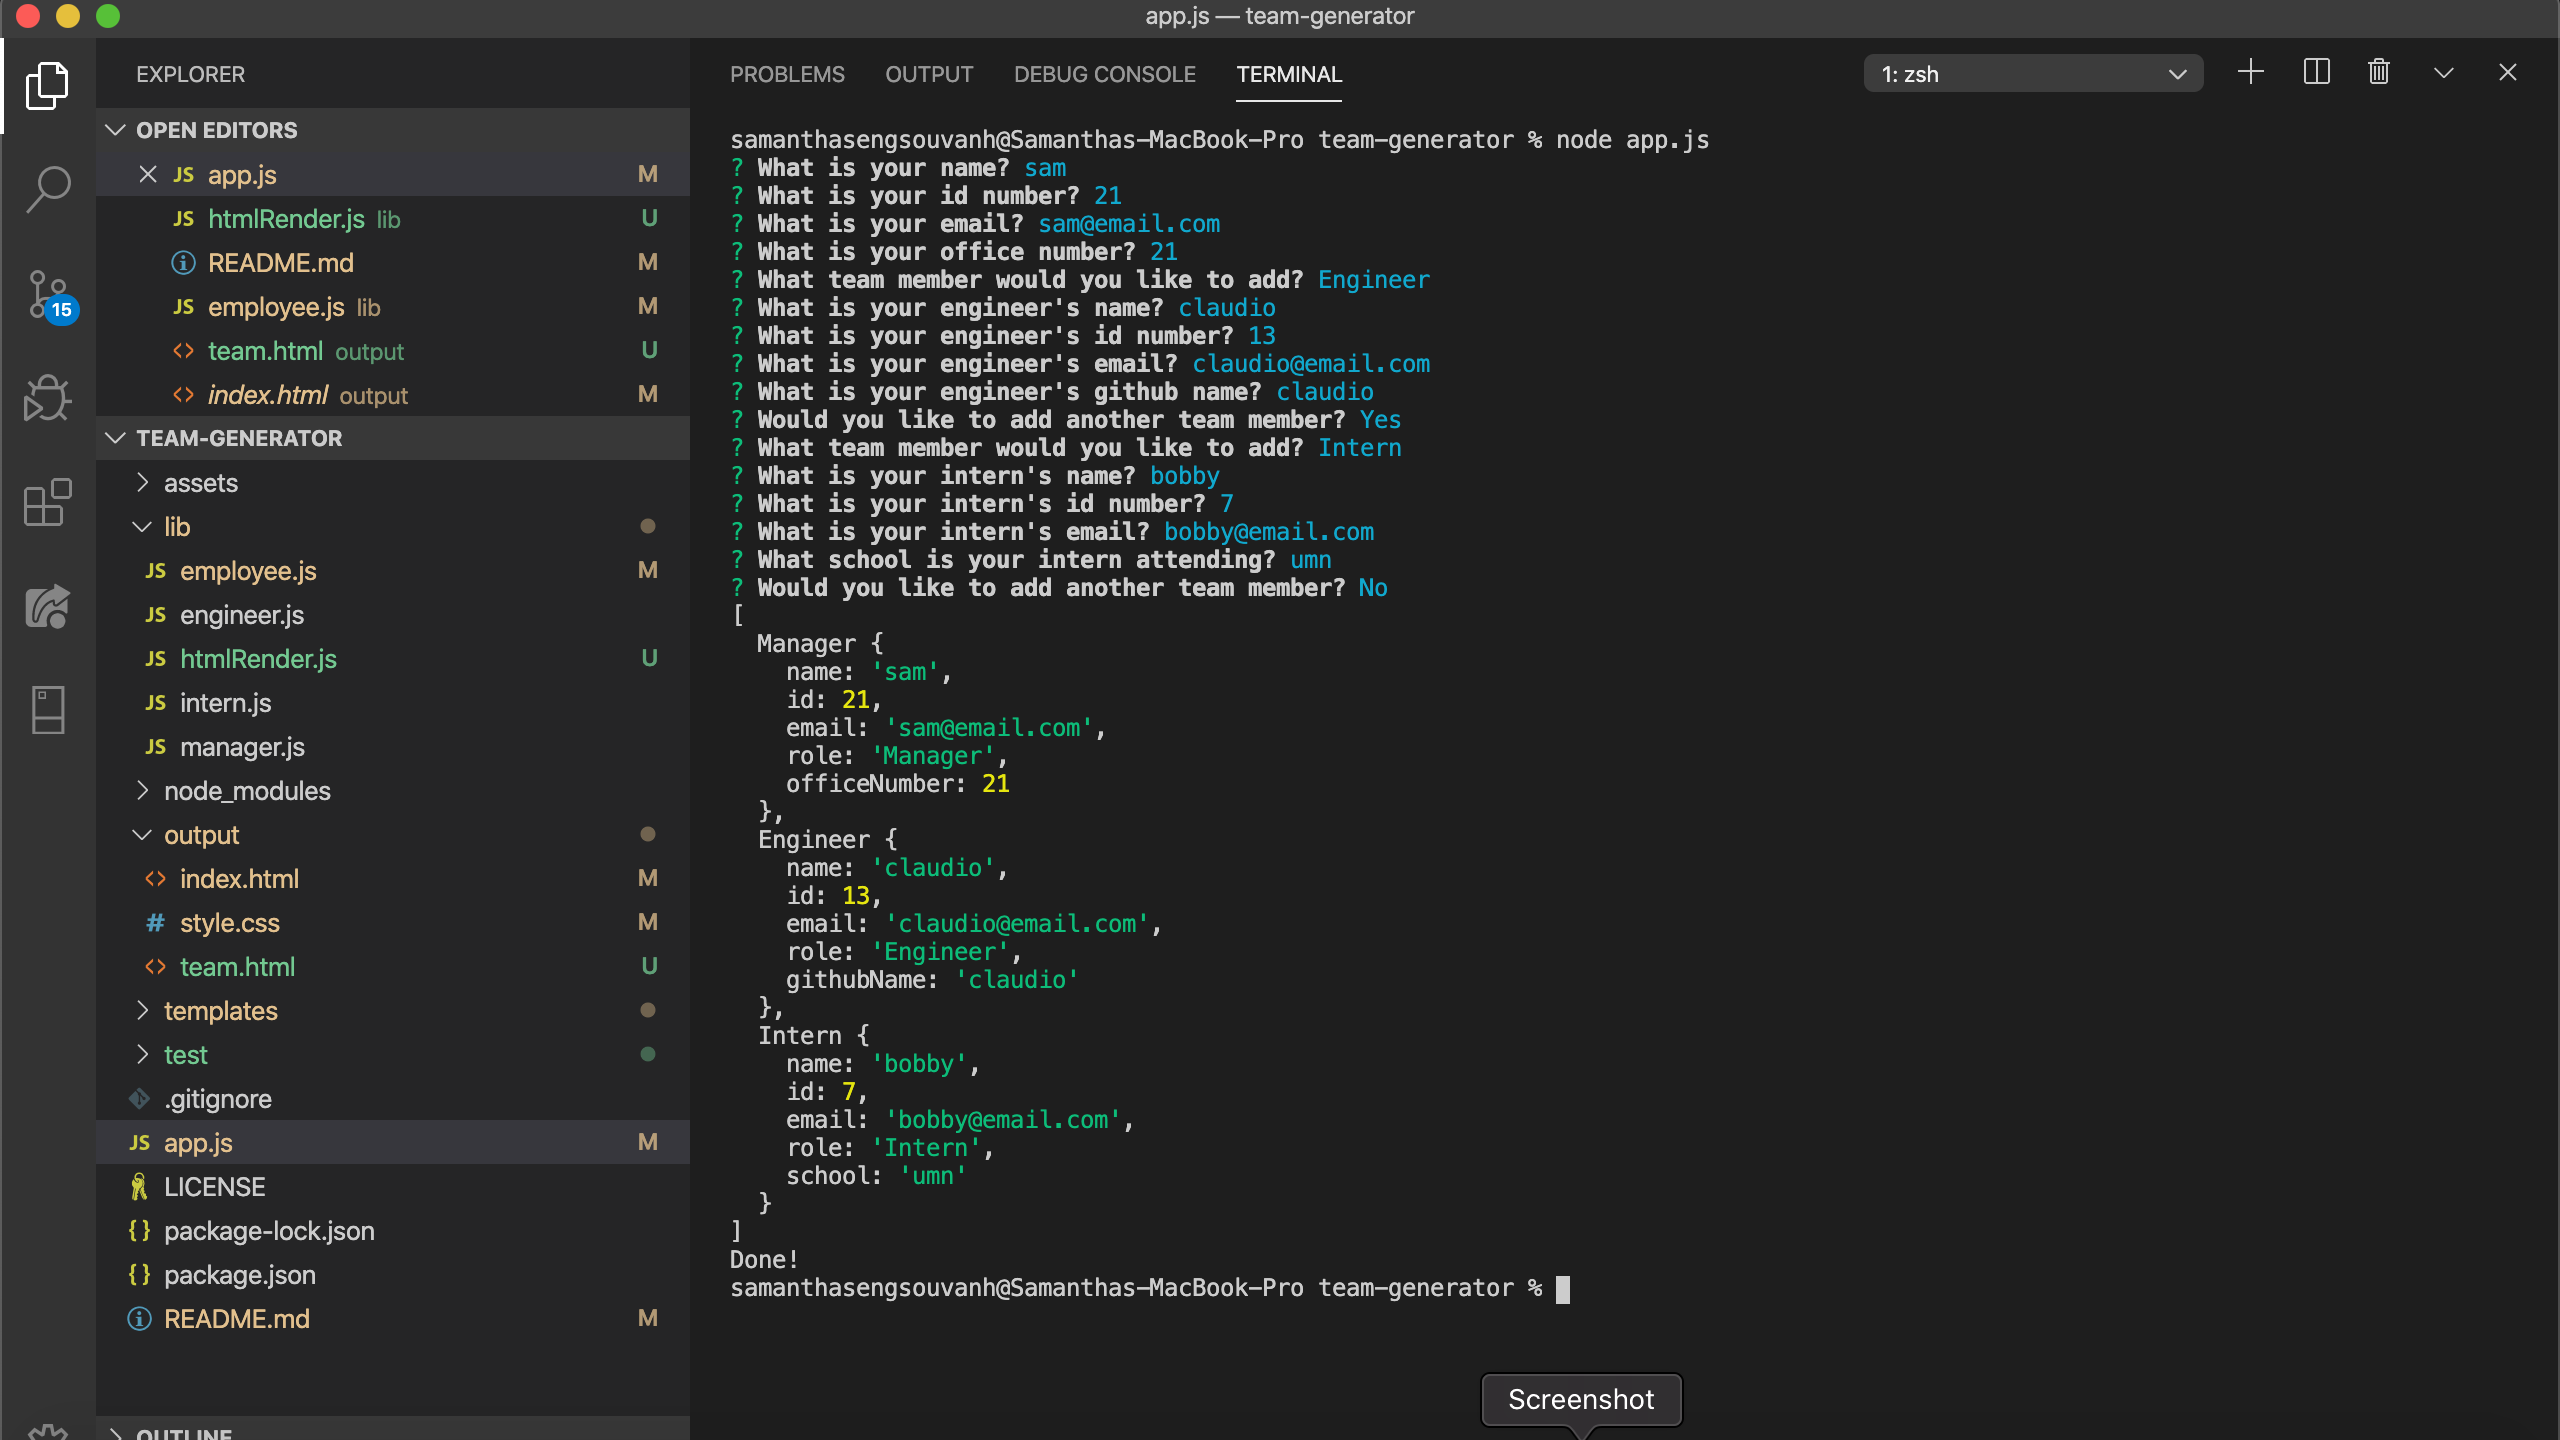 app.js — team-generator
EXPLORER
OPEN EDITORS
JS app.js M
JS htmlRender.js lib U
README.md M
JS employee.js lib M
<> team.html output U
<> index.html output M
15
TEAM-GENERATOR
assets
lib
JS employee.js M
JS engineer.js
JS htmlRender.js U
JS intern.js
JS manager.js
node_modules
output
<> index.html M
# style.css M
<> team.html U
templates
test
.gitignore
JS app.js M
LICENSE
{} package-lock.json
{} package.json
README.md M
OUTLINE
PROBLEMS OUTPUT DEBUG CONSOLE TERMINAL 1: zsh
samanthasengsouvanh@Samanthas-MacBook-Pro team-generator % node app.js
? What is your name? sam
? What is your id number? 21
? What is your email? sam@email.com
? What is your office number? 21
? What team member would you like to add? Engineer
? What is your engineer's name? claudio
? What is your engineer's id number? 13
? What is your engineer's email? claudio@email.com
? What is your engineer's github name? claudio
? Would you like to add another team member? Yes
? What team member would you like to add? Intern
? What is your intern's name? bobby
? What is your intern's id number? 7
? What is your intern's email? bobby@email.com
? What school is your intern attending? umn
? Would you like to add another team member? No
[
  Manager {
    name: 'sam',
    id: 21,
    email: 'sam@email.com',
    role: 'Manager',
    officeNumber: 21
  },
  Engineer {
    name: 'claudio',
    id: 13,
    email: 'claudio@email.com',
    role: 'Engineer',
    githubName: 'claudio'
  },
  Intern {
    name: 'bobby',
    id: 7,
    email: 'bobby@email.com',
    role: 'Intern',
    school: 'umn'
  }
]
Done!
samanthasengsouvanh@Samanthas-MacBook-Pro team-generator %
Screenshot